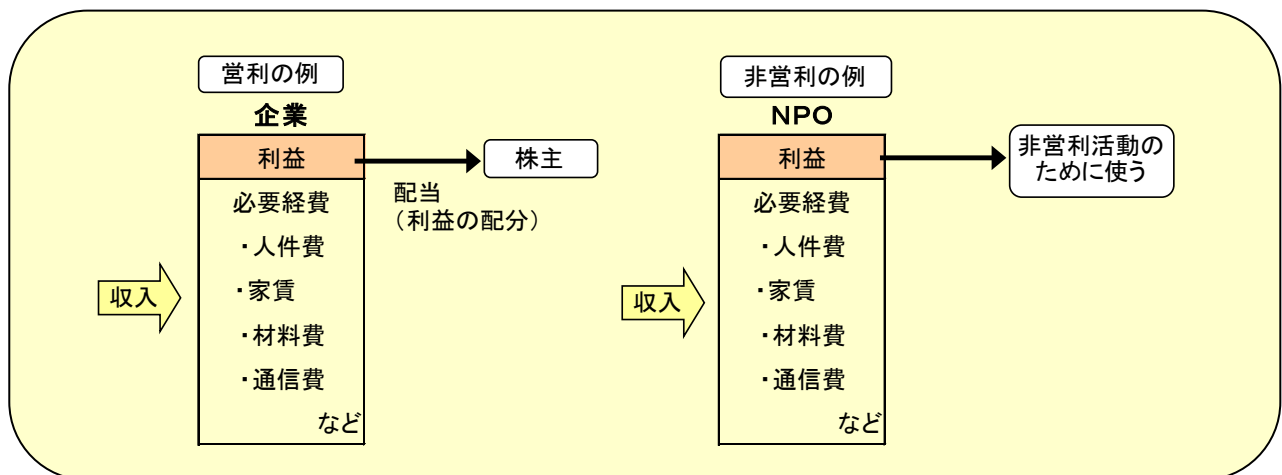 営利の例
企業
利益
必要経費
・人件費
・家賃
・材料費
・通信費
など
収入
配当
（利益の配分）
株主
非営利の例
NPO
利益
必要経費
・人件費
・家賃
・材料費
・通信費
など
収入
非営利活動の
ために使う